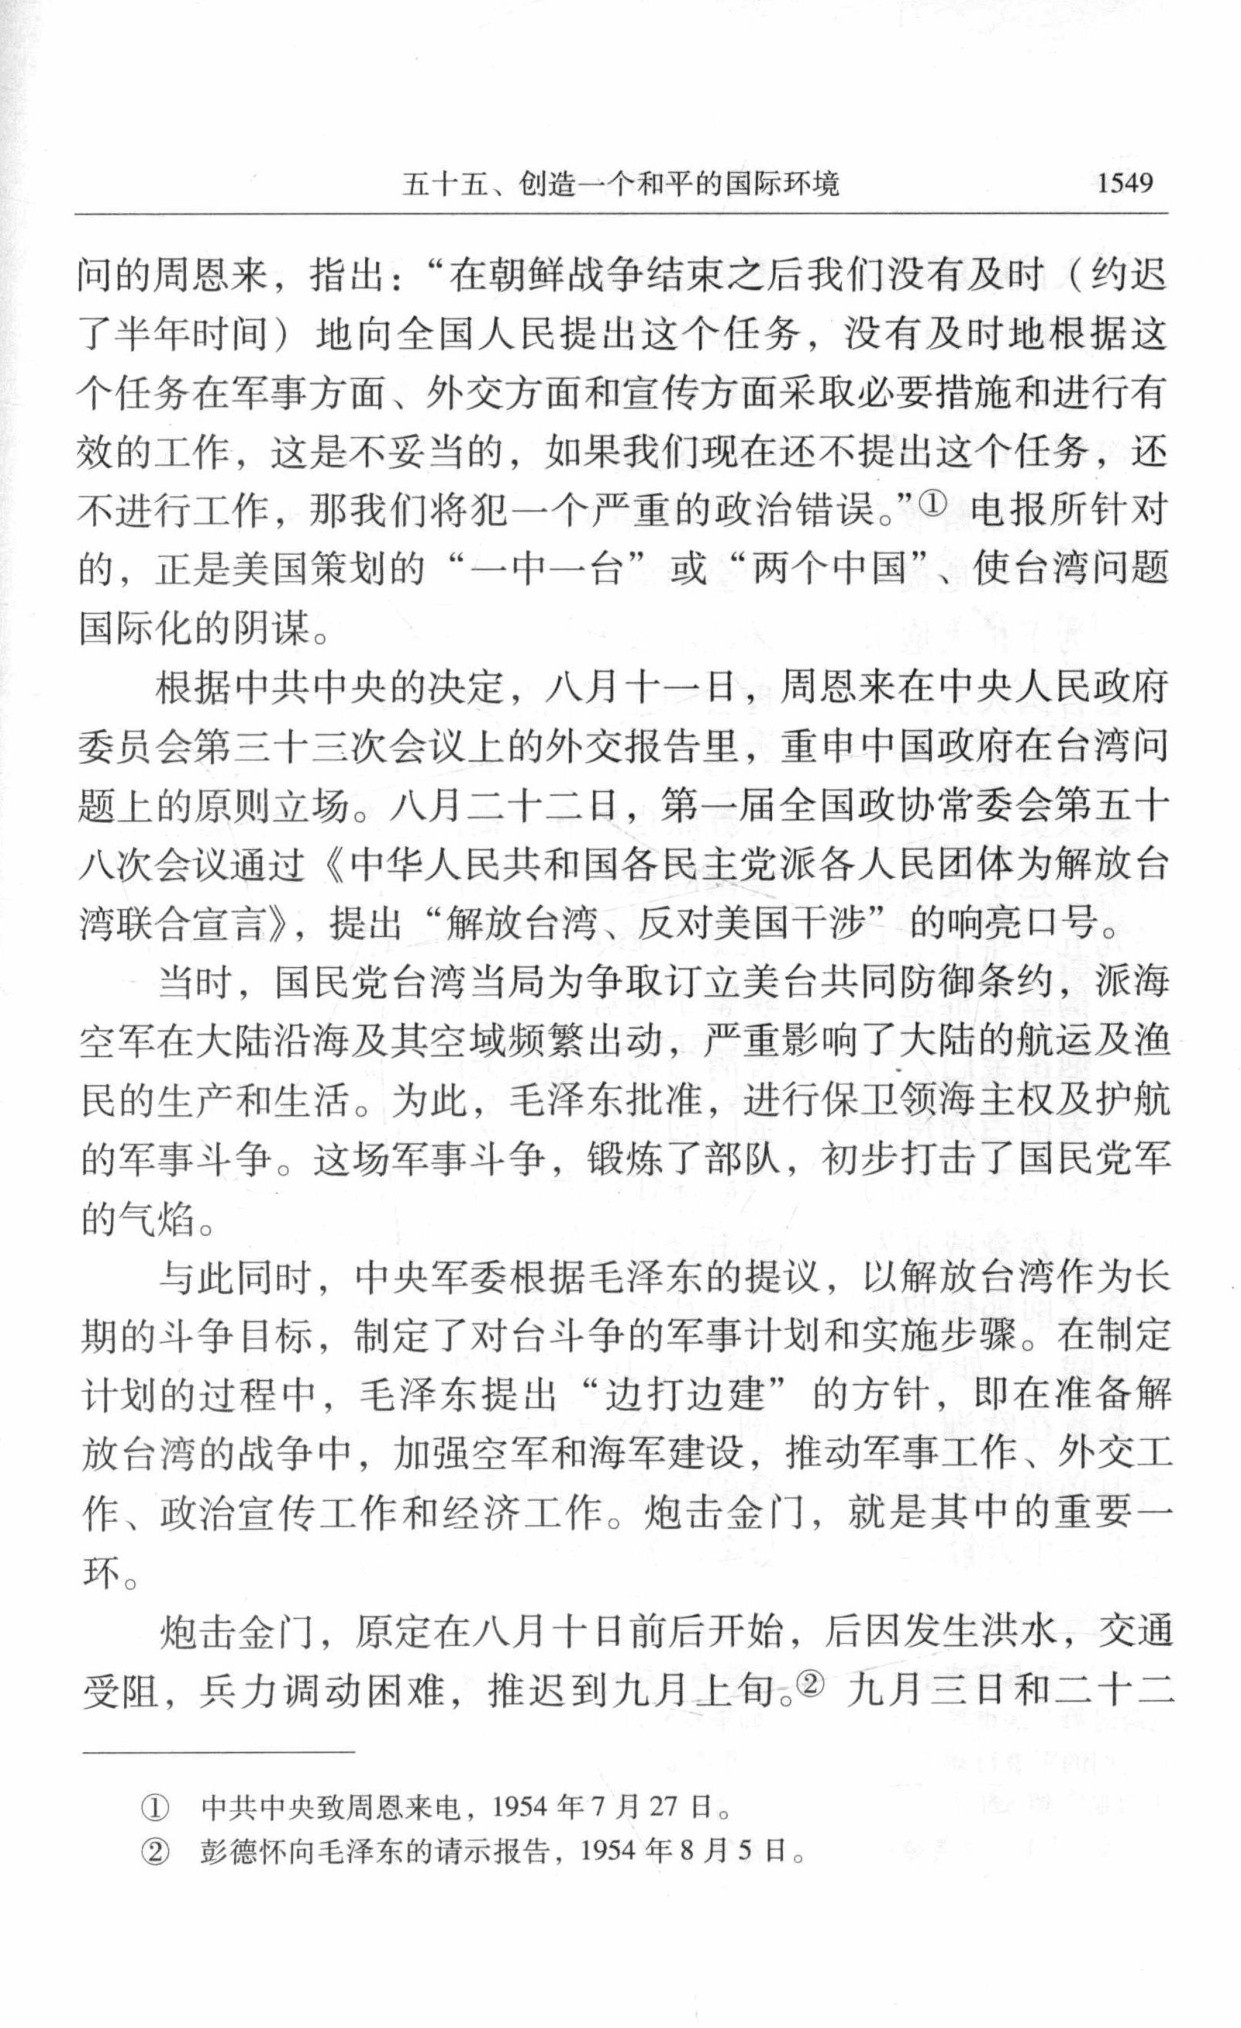 五十五、创造一个和平的国际环境 1549
问的周恩来，指出：“在朝鲜战争结束之后我们没有及时（约迟
了半年时间）地向全国人民提出这个任务，没有及时地根据这
个任务在军事方面、外交方面和宣传方面采取必要措施和进行有
效的工作，这是不妥当的，如果我们现在还不提出这个任务，还
不进行工作，那我们将犯一个严重的政治错误。”① 电报所针对
的，正是美国策划的“一中一台”或“两个中国”、使台湾问题
国际化的阴谋。
根据中共中央的决定，八月十一日，周恩来在中央人民政府
委员会第三十三次会议上的外交报告里，重申中国政府在台湾问
题上的原则立场。八月二十二日，第一届全国政协常委会第五十
八次会议通过《中华人民共和国各民主党派各人民团体为解放台
湾联合宣言》，提出“解放台湾、反对美国干涉”的响亮口号。
当时，国民党台湾当局为争取订立美台共同防御条约，派海
空军在大陆沿海及其空域频繁出动，严重影响了大陆的航运及渔
民的生产和生活。为此，毛泽东批准，进行保卫领海主权及护航
的军事斗争。这场军事斗争，锻炼了部队，初步打击了国民党军
的气焰。
与此同时，中央军委根据毛泽东的提议，以解放台湾作为长
期的斗争目标，制定了对台斗争的军事计划和实施步骤。在制定
计划的过程中，毛泽东提出“边打边建”的方针，即在准备解
放台湾的战争中，加强空军和海军建设，推动军事工作、外交工
作、政治宣传工作和经济工作。炮击金门，就是其中的重要一
环。
炮击金门，原定在八月十日前后开始，后因发生洪水，交通
受阻，兵力调动困难，推迟到九月上旬。② 九月三日和二十二
① 中共中央致周恩来电，1954 年 7 月 27 日。
② 彭德怀向毛泽东的请示报告，1954 年 8 月 5 日。